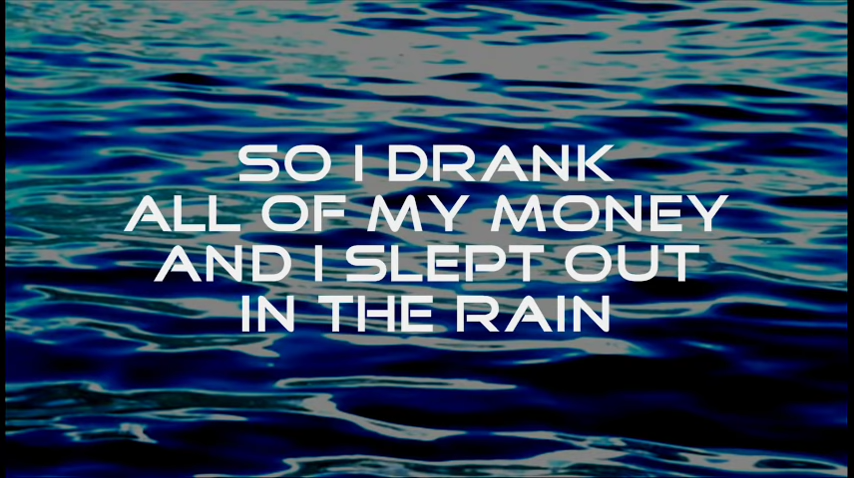 SO I DRANK
ALL OF MY MONEY
AND I SLEPT OUT
IN THE RAIN